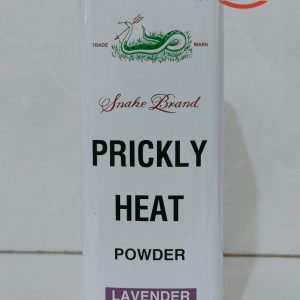 TRADE MARK
Snake Brand
PRICKLY
HEAT
POWDER
LAVENDER